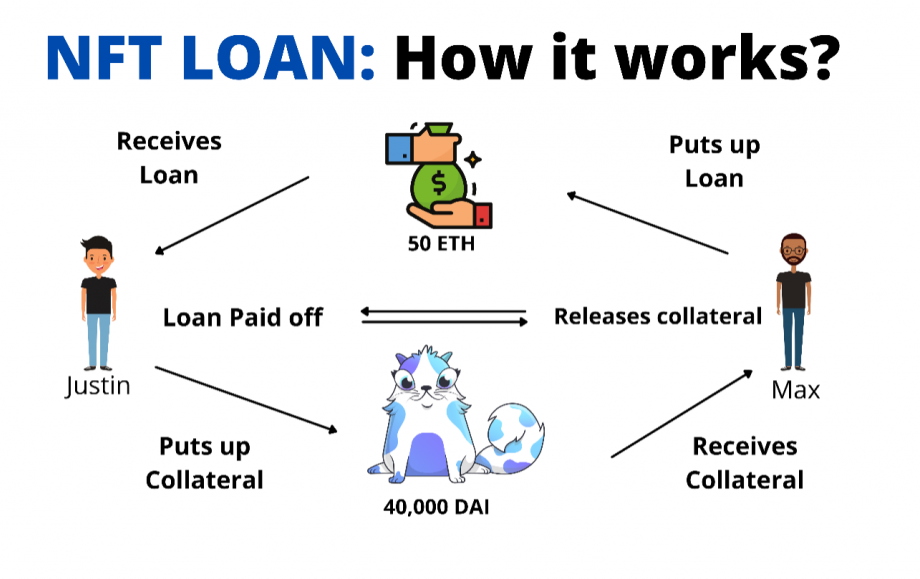 NFT LOAN: How it works?
Receives
Loan
Puts up
Loan
$
50 ETH
Loan Paid off
Releases collateral
Justin
Max
Puts up
Collateral
Receives
Collateral
40,000 DAI